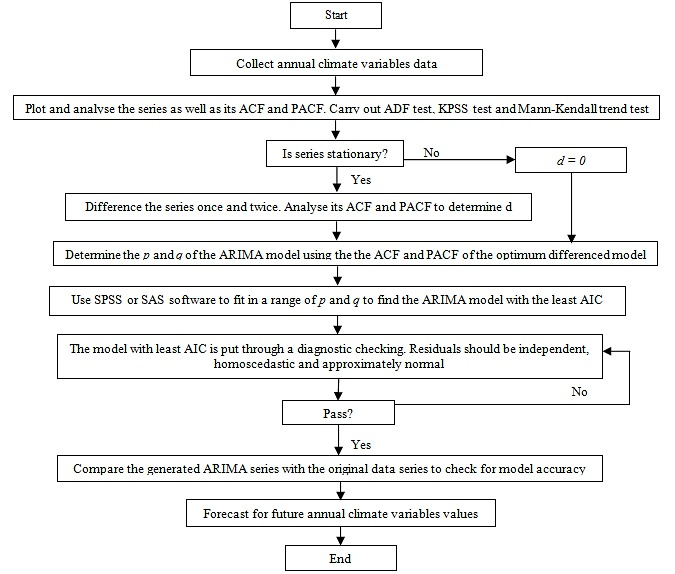 Start
Collect annual climate variables data
Plot and analyse the series as well as its ACF and PACF. Carry out ADF test, KPSS test and Mann-Kendall trend test
Is series stationary?
No
d = 0
Yes
Difference the series once and twice. Analyse its ACF and PACF to determine d
Determine the p and q of the ARIMA model using the the ACF and PACF of the optimum differenced model
Use SPSS or SAS software to fit in a range of p and q to find the ARIMA model with the least AIC
The model with least AIC is put through a diagnostic checking. Residuals should be independent,
homoscedastic and approximately normal
No
Pass?
Yes
Compare the generated ARIMA series with the original data series to check for model accuracy
Forecast for future annual climate variables values
End